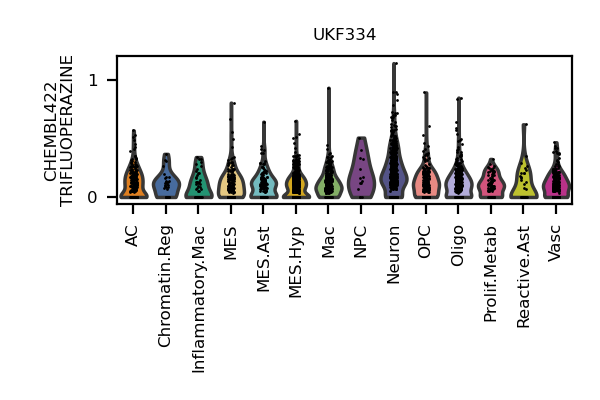 UKF334
CHEMBL422
TRIFLUOPERAZINE
1
0
AC
Chromatin.Reg
Inflammatory.Mac
MES
MES.Ast
MES.Hyp
Mac
NPC
Neuron
OPC
Oligo
Prolif.Metab
Reactive.Ast
Vasc